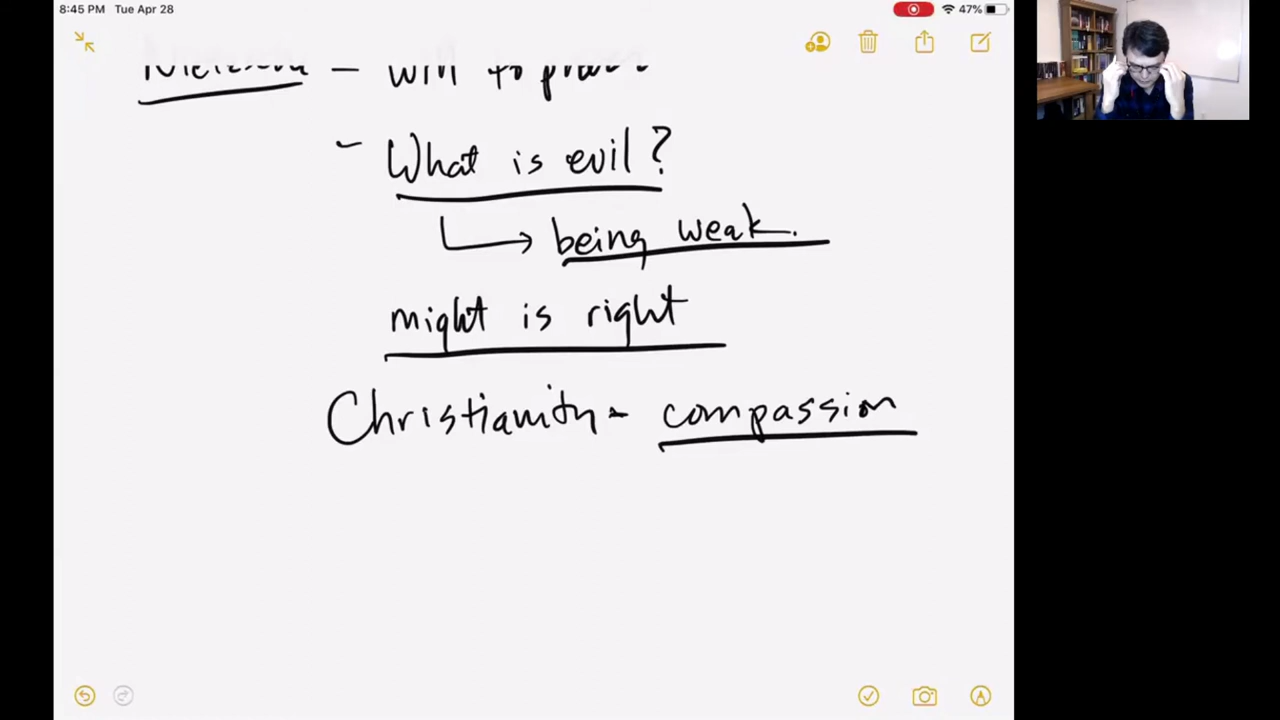 8:45 PM Tue Apr 28 47%
— will to power
- What is evil?
being weak.
might is right
Christianity - compassion